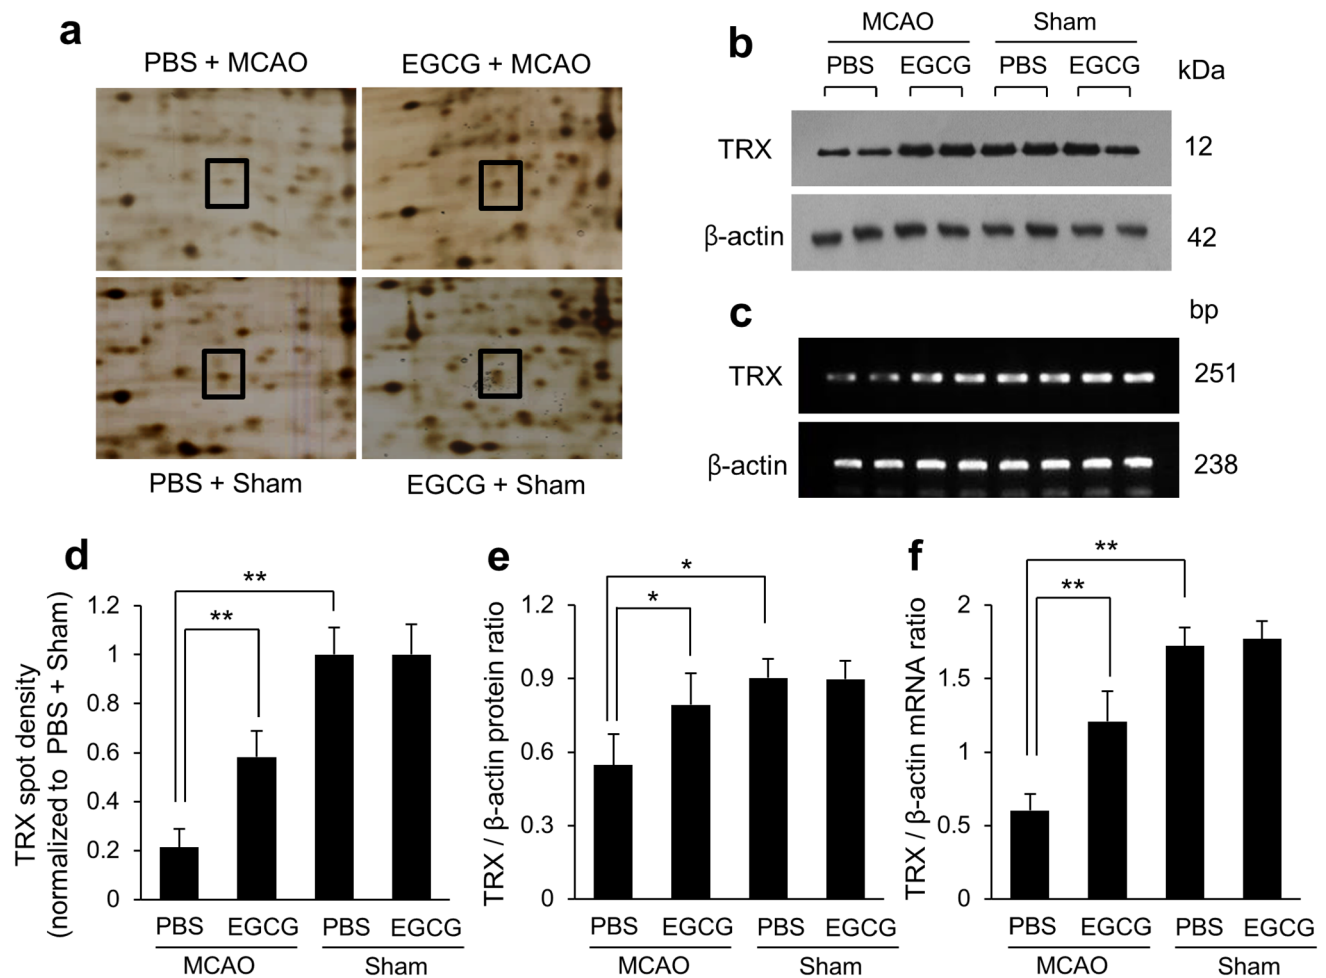 a
PBS + MCAO
EGCG + MCAO
PBS + Sham
EGCG + Sham
b
MCAO
Sham
PBS EGCG PBS EGCG
kDa
TRX
12
β-actin
42
c
bp
TRX
251
β-actin
238
d
TRX spot density
(normalized to PBS + Sham)
1.2
1
0.8
0.6
0.4
0.2
0
**
**
PBS EGCG PBS EGCG
MCAO
Sham
e
TRX / β-actin protein ratio
1.2
0.9
0.6
0.3
0
*
*
PBS EGCG PBS EGCG
MCAO
Sham
f
TRX / β-actin mRNA ratio
2
1.5
1
0.5
0
**
**
PBS EGCG PBS EGCG
MCAO
Sham